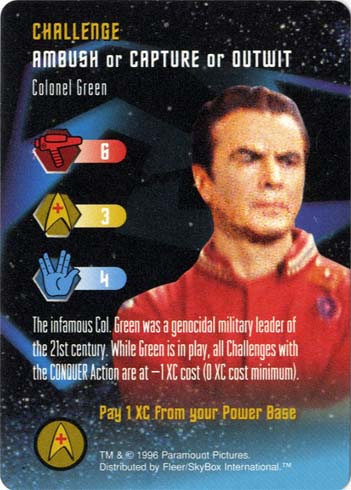 CHALLENGE
AMBUSH or CAPTURE or OUTWIT
Colonel Green
6
3
4
The infamous Col. Green was a genocidal military leader of
the 21st century. While Green is in play, all Challenges with
the CONQUER Action are at –1 XC cost (0 XC cost minimum).
Pay 1 XC from your Power Base
TM & © 1996 Paramount Pictures.
Distributed by Fleer/SkyBox International.™